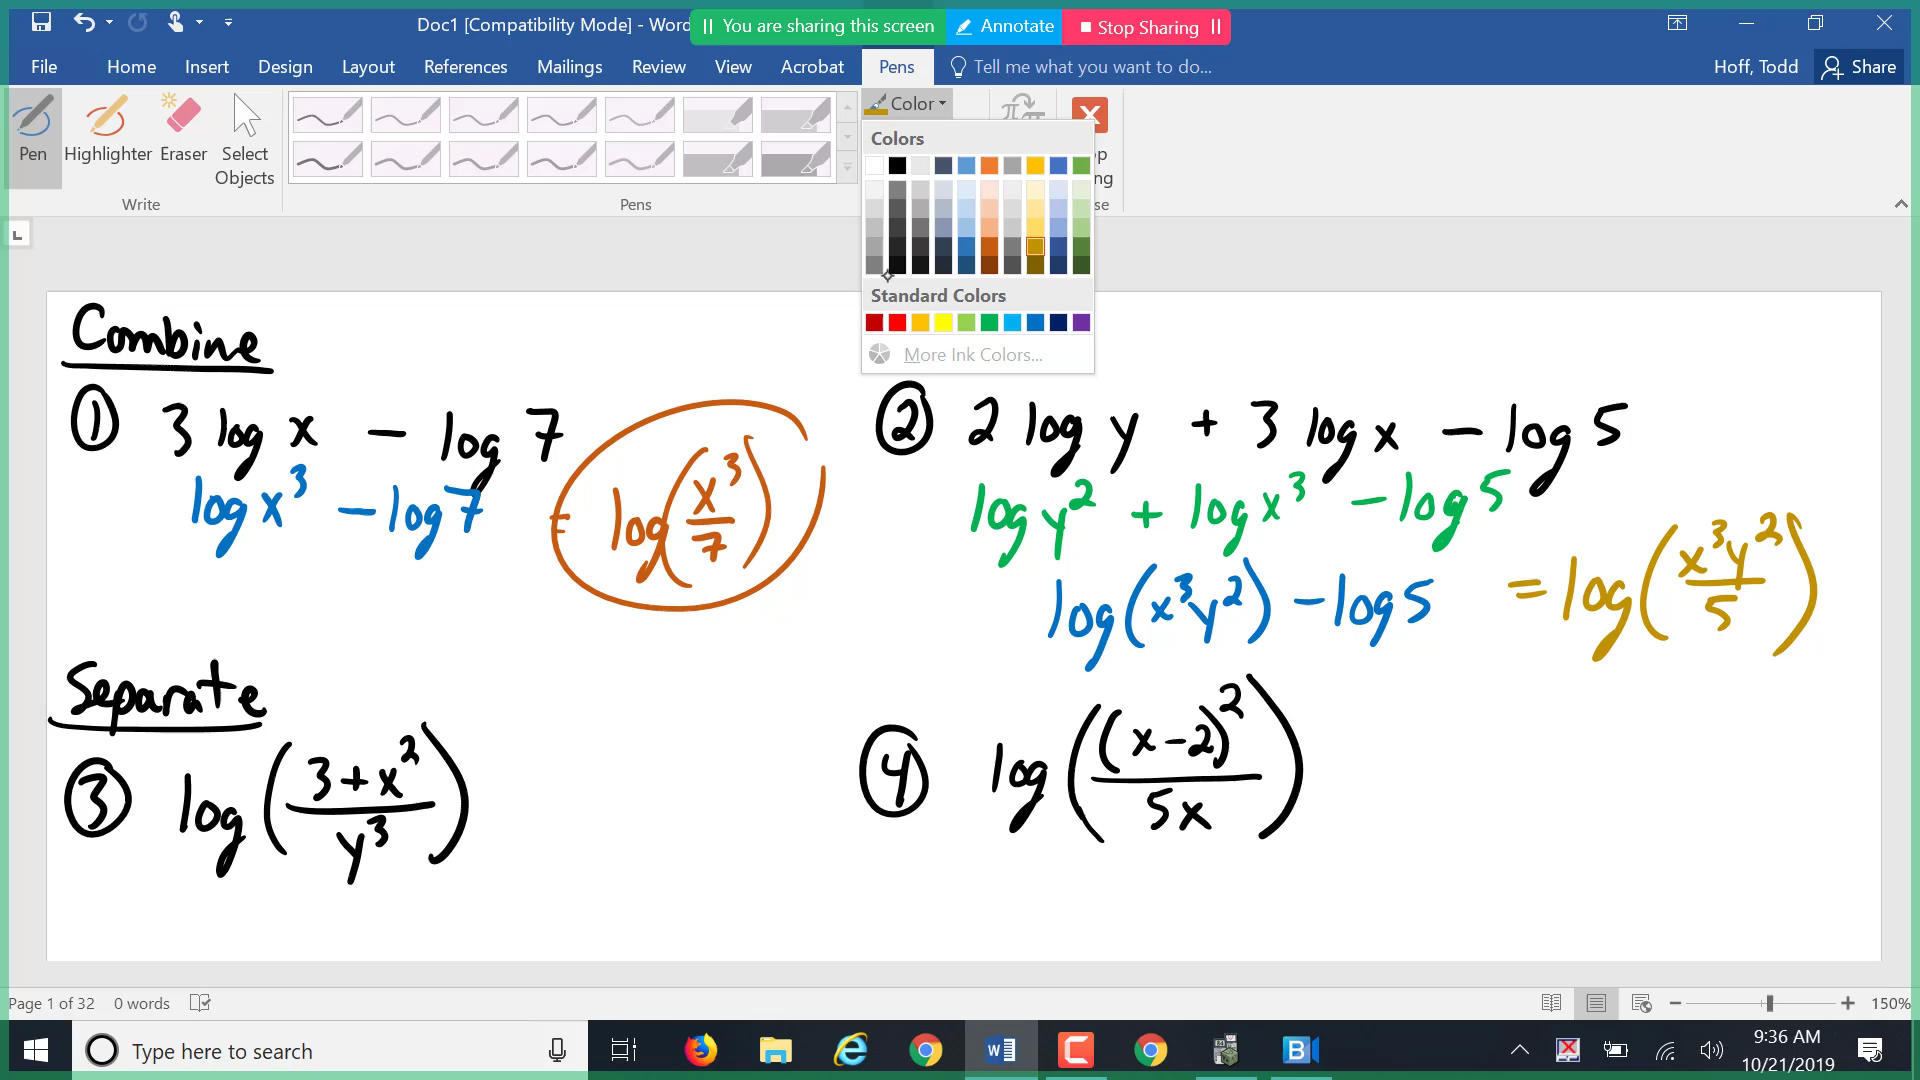 Doc1 [Compatibility Mode] - Word
You are sharing this screen
Annotate
Stop Sharing
File
Home
Insert
Design
Layout
References
Mailings
Review
View
Acrobat
Pens
Tell me what you want to do...
Hoff, Todd
Share
Pen
Highlighter
Eraser
Select Objects
Write
Pens
Color
Colors
Standard Colors
More Ink Colors...
Combine
① 3 log x − log 7
log x³ − log 7 = log(x³/7)
② 2 log y + 3 log x − log 5
log y² + log x³ − log 5
log(x³y²) − log 5 = log(x³y²/5)
Separate
③ log((3 + x²)/y³)
④ log((x − 2)²/5x)
Page 1 of 32
0 words
150%
Type here to search
9:36 AM
10/21/2019